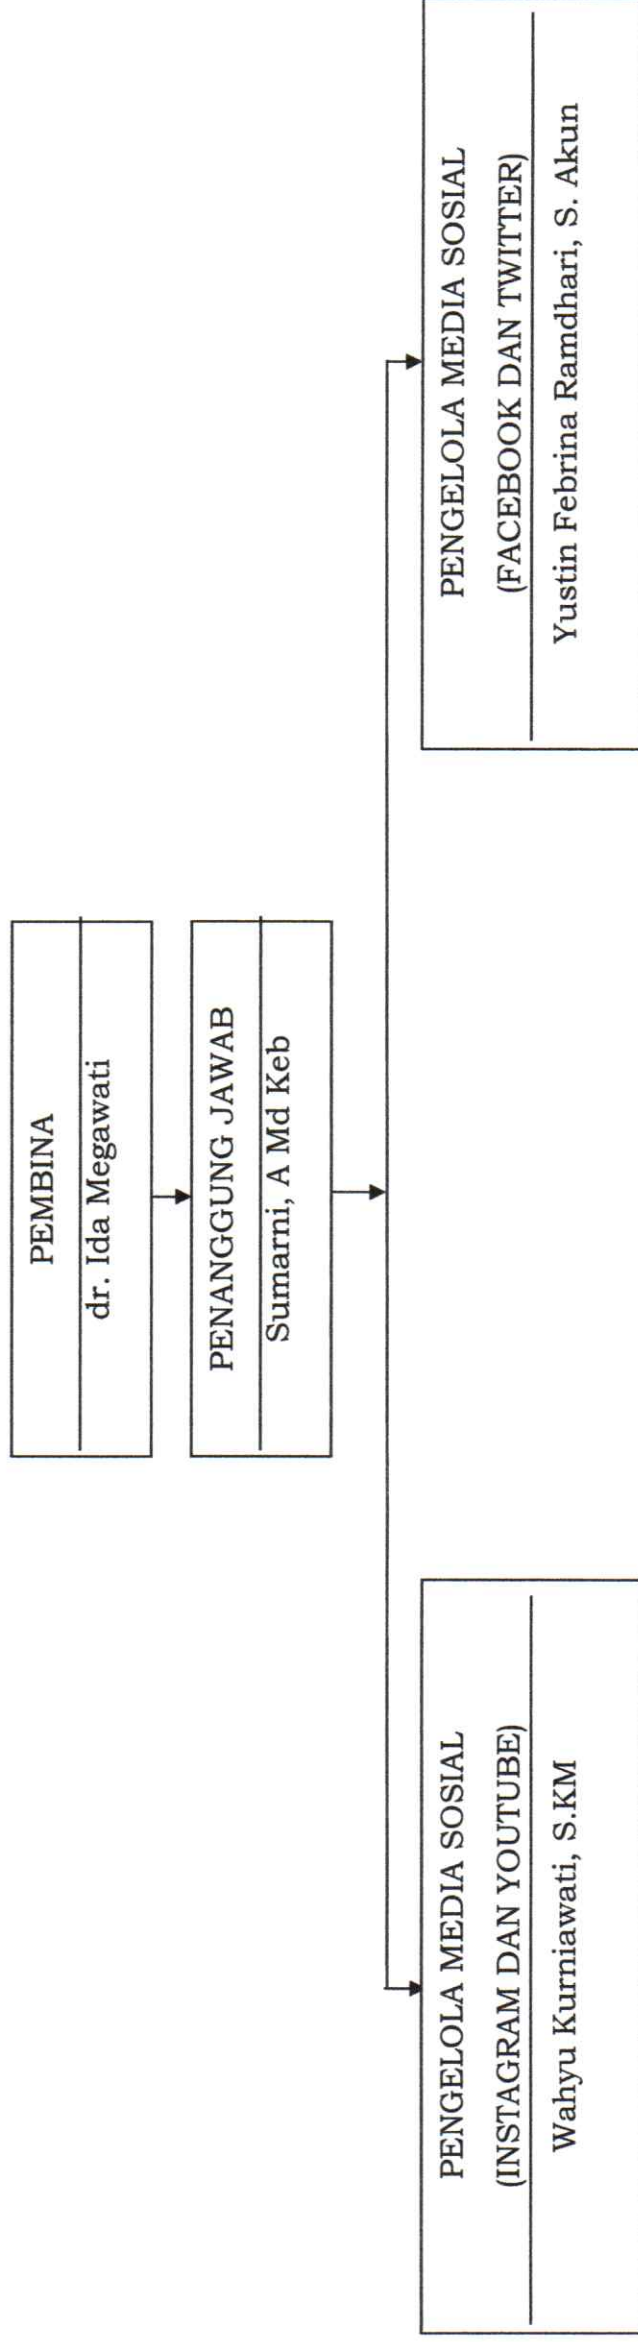 PEMBINA
dr. Ida Megawati
PENANGGUNG JAWAB
Sumarni, A Md Keb
PENGELOLA MEDIA SOSIAL
(INSTAGRAM DAN YOUTUBE)
Wahyu Kurniawati, S.KM
PENGELOLA MEDIA SOSIAL
(FACEBOOK DAN TWITTER)
Yustin Febrina Ramdhari, S. Akun